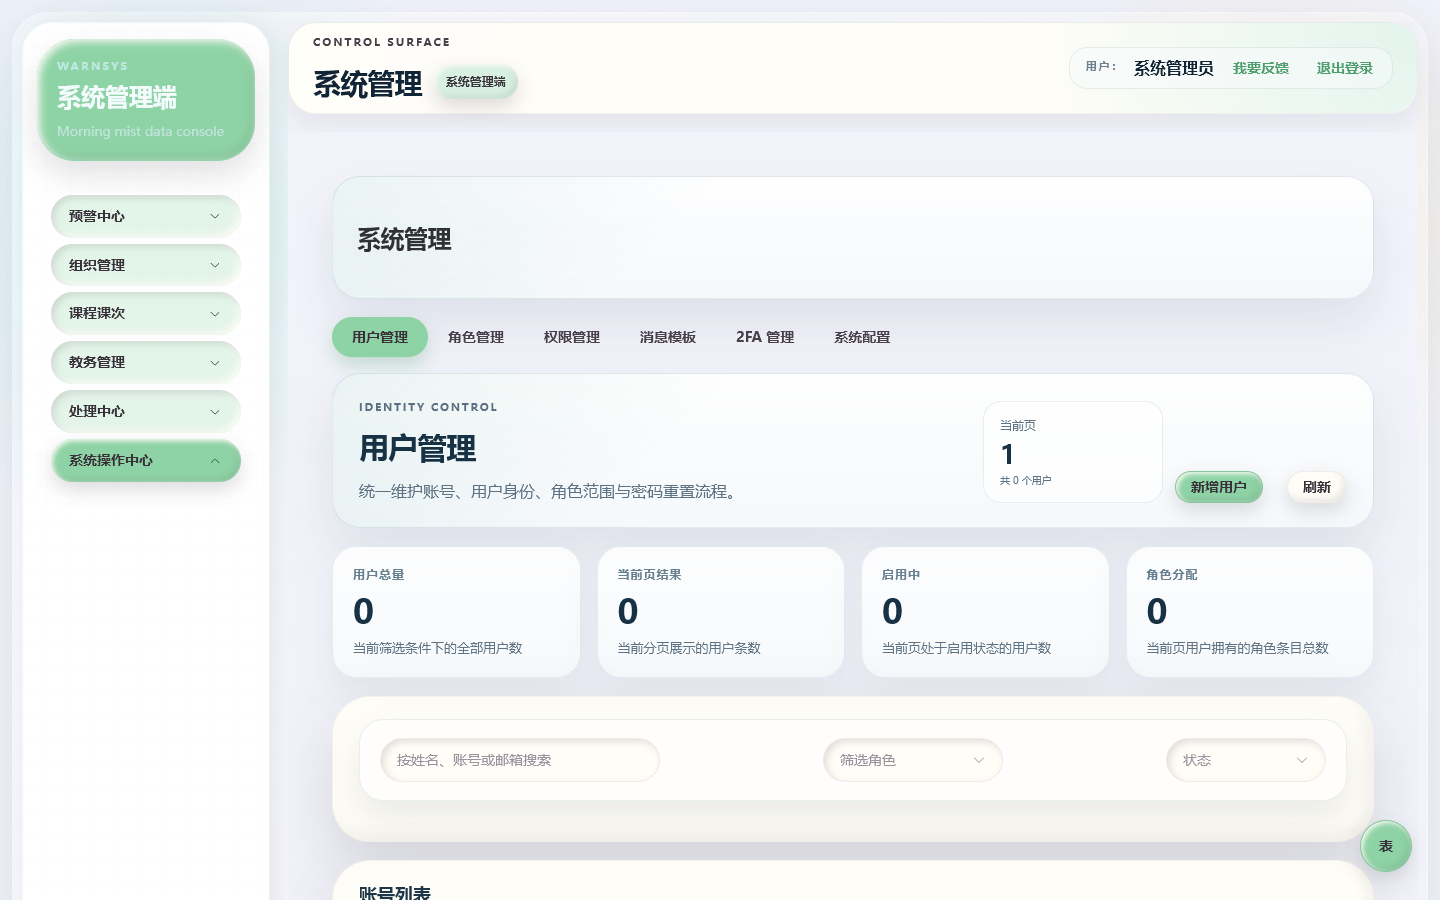 WARNSYS
系统管理端
Morning mist data console
预警中心
组织管理
课程课次
教务管理
处理中心
系统操作中心
CONTROL SURFACE
系统管理 系统管理端
用户： 系统管理员 我要反馈 退出登录
系统管理
用户管理 角色管理 权限管理 消息模板 2FA 管理 系统配置
IDENTITY CONTROL
用户管理
统一维护账号、用户身份、角色范围与密码重置流程。
当前页
1
共 0 个用户
新增用户 刷新
用户总量
0
当前筛选条件下的全部用户数
当前页结果
0
当前分页展示的用户条数
启用中
0
当前页处于启用状态的用户数
角色分配
0
当前页用户拥有的角色条目总数
按姓名、账号或邮箱搜索 筛选角色 状态
表
账号列表